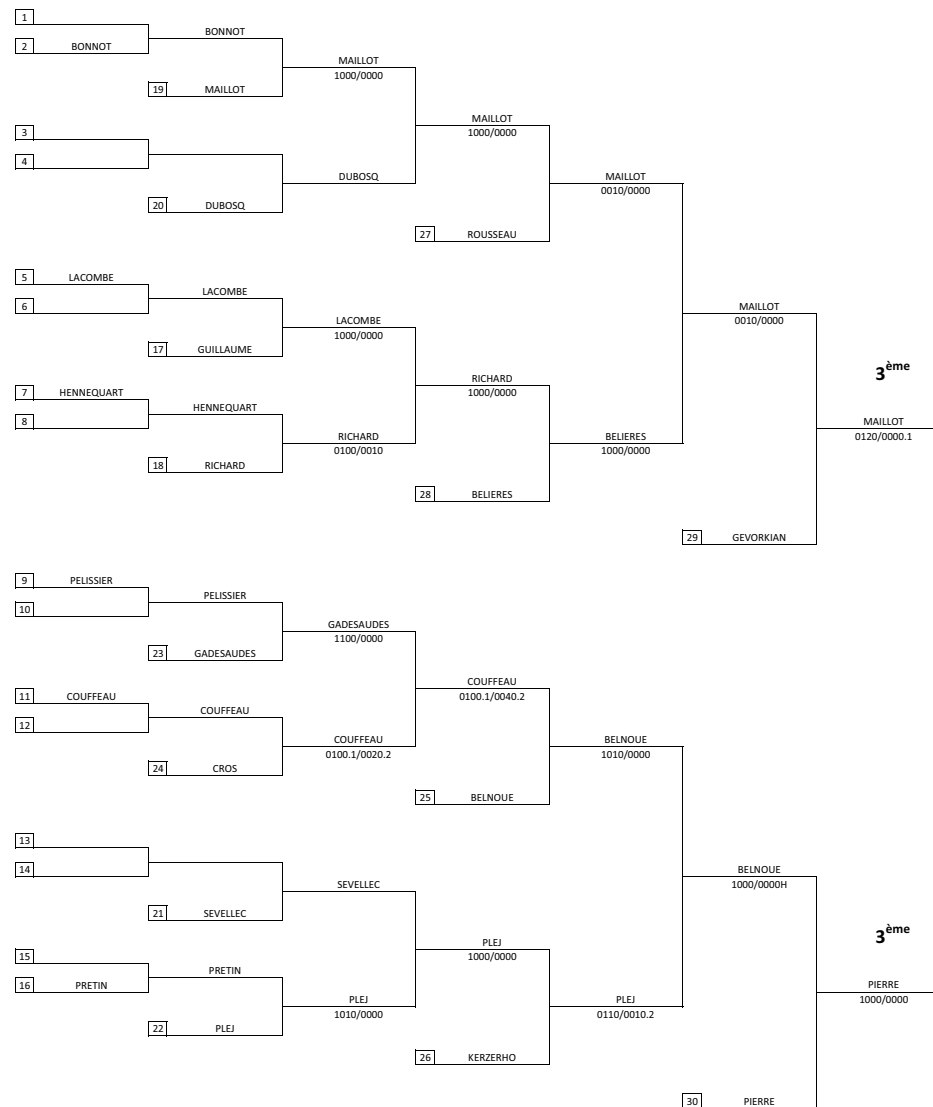 1
BONNOT
2 BONNOT
MAILLOT
1000/0000
19 MAILLOT
MAILLOT
1000/0000
3
4
DUBOSQ
MAILLOT
0010/0000
20 DUBOSQ
27 ROUSSEAU
5 LACOMBE
LACOMBE
6
MAILLOT
0010/0000
LACOMBE
1000/0000
17 GUILLAUME
3ème
RICHARD
1000/0000
7 HENNEQUART
HENNEQUART
8
MAILLOT
0120/0000.1
RICHARD
0100/0010
BELIERES
1000/0000
18 RICHARD
28 BELIERES
29 GEVORKIAN
9 PELISSIER
PELISSIER
10
GADESAUDES
1100/0000
23 GADESAUDES
COUFFEAU
0100.1/0040.2
11 COUFFEAU
COUFFEAU
12
COUFFEAU
0100.1/0020.2
BELNOUE
1010/0000
24 CROS
25 BELNOUE
13
14
BELNOUE
1000/0000H
SEVELLEC
21 SEVELLEC
3ème
PLEJ
1000/0000
15
PRETIN
16 PRETIN
PIERRE
1000/0000
PLEJ
1010/0000
PLEJ
0110/0010.2
22 PLEJ
26 KERZERHO
30 PIERRE